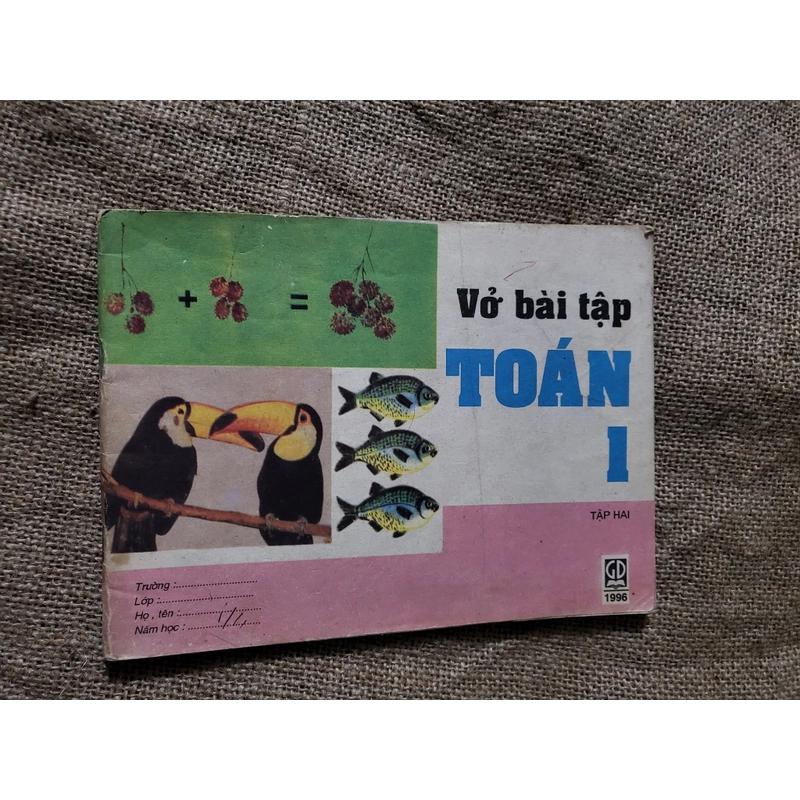 + =
Vở bài tập
TOÁN
1
TẬP HAI
Trường :..............................
Lớp :..............................
Họ , tên :..........................
Năm học : .......................
GD
1996